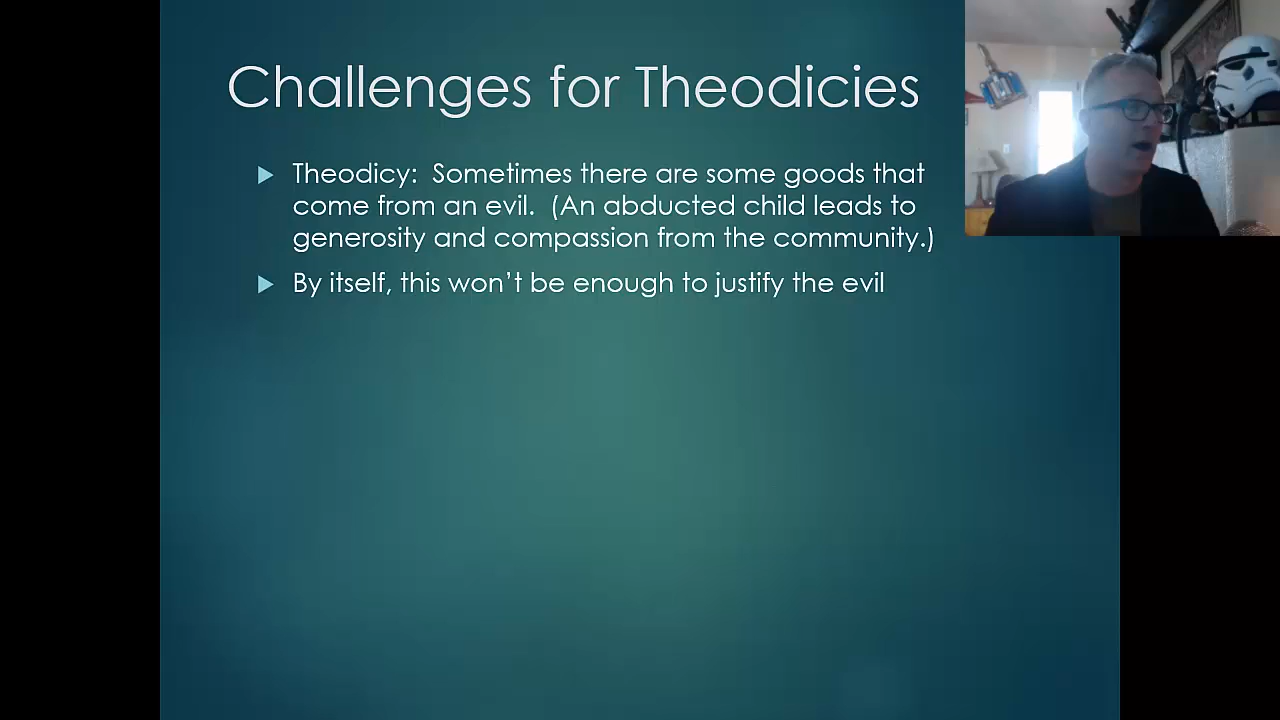 Challenges for Theodicies
Theodicy:  Sometimes there are some goods that
come from an evil.  (An abducted child leads to
generosity and compassion from the community.)
By itself, this won’t be enough to justify the evil